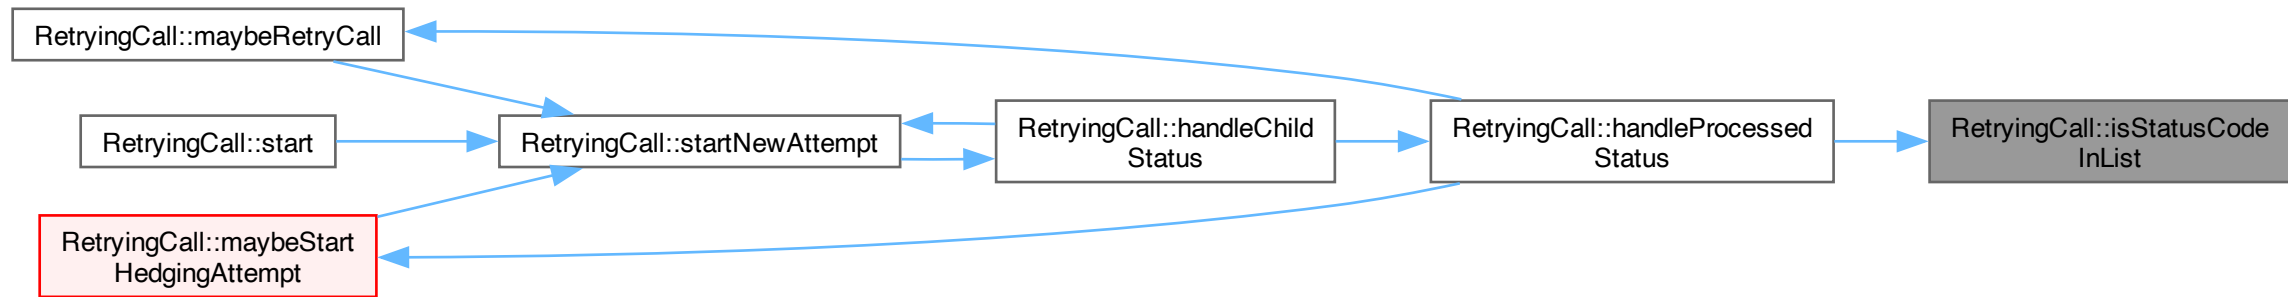 RetryingCall::maybeRetryCall
RetryingCall::start
RetryingCall::maybeStart
HedgingAttempt
RetryingCall::startNewAttempt
RetryingCall::handleChild
Status
RetryingCall::handleProcessed
Status
RetryingCall::isStatusCode
InList